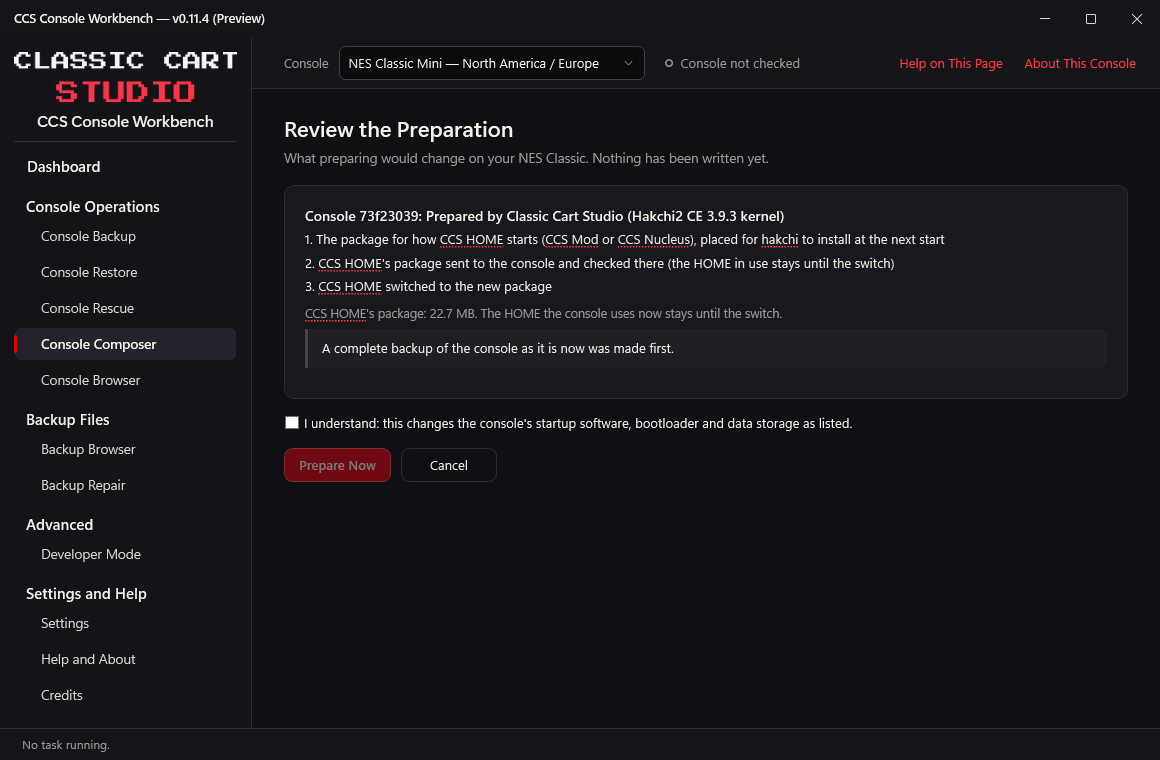 CCS Console Workbench — v0.11.4 (Preview)
CLASSIC CART
STUDIO
CCS Console Workbench
Dashboard
Console Operations
Console Backup
Console Restore
Console Rescue
Console Composer
Console Browser
Backup Files
Backup Browser
Backup Repair
Advanced
Developer Mode
Settings and Help
Settings
Help and About
Credits
Console
NES Classic Mini — North America / Europe
Console not checked
Help on This Page
About This Console
Review the Preparation
What preparing would change on your NES Classic. Nothing has been written yet.
Console 73f23039: Prepared by Classic Cart Studio (Hakchi2 CE 3.9.3 kernel)
1. The package for how CCS HOME starts (CCS Mod or CCS Nucleus), placed for hakchi to install at the next start
2. CCS HOME's package sent to the console and checked there (the HOME in use stays until the switch)
3. CCS HOME switched to the new package
CCS HOME's package: 22.7 MB. The HOME the console uses now stays until the switch.
A complete backup of the console as it is now was made first.
I understand: this changes the console's startup software, bootloader and data storage as listed.
Prepare Now
Cancel
No task running.